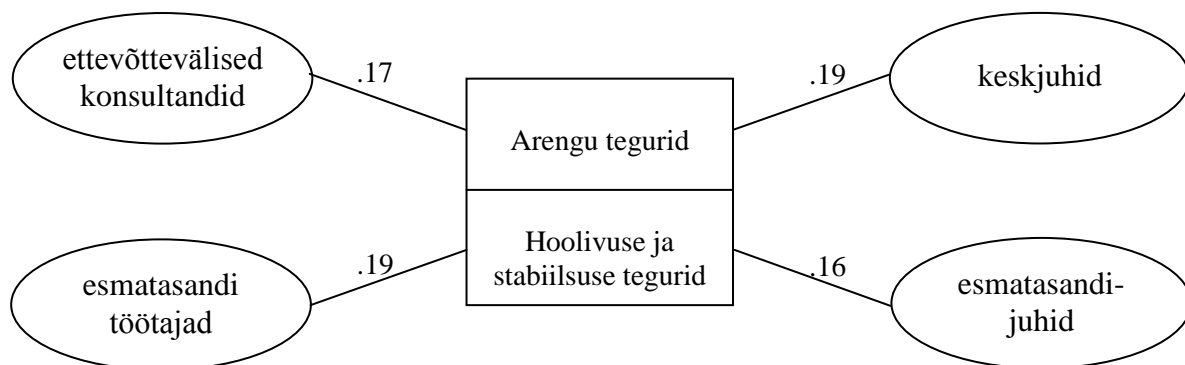 ettevõttevälised
konsultandid
.17
Arengu tegurid
.19
keskjuhid
esmatasandi
töötajad
.19
Hoolivuse ja
stabiilsuse tegurid
.16
esmatasandi-
juhid